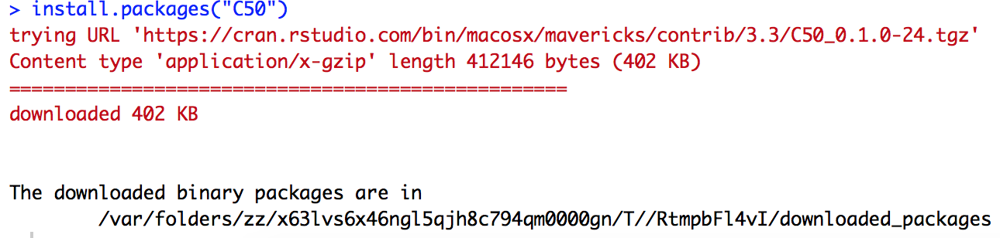 > install.packages("C50")
trying URL 'https://cran.rstudio.com/bin/macosx/mavericks/contrib/3.3/C50_0.1.0-24.tgz'
Content type 'application/x-gzip' length 412146 bytes (402 KB)
==================================================
downloaded 402 KB
The downloaded binary packages are in
/var/folders/zz/x63lvs6x46ngl5qjh8c794qm0000gn/T//RtmpbFl4vI/downloaded_packages